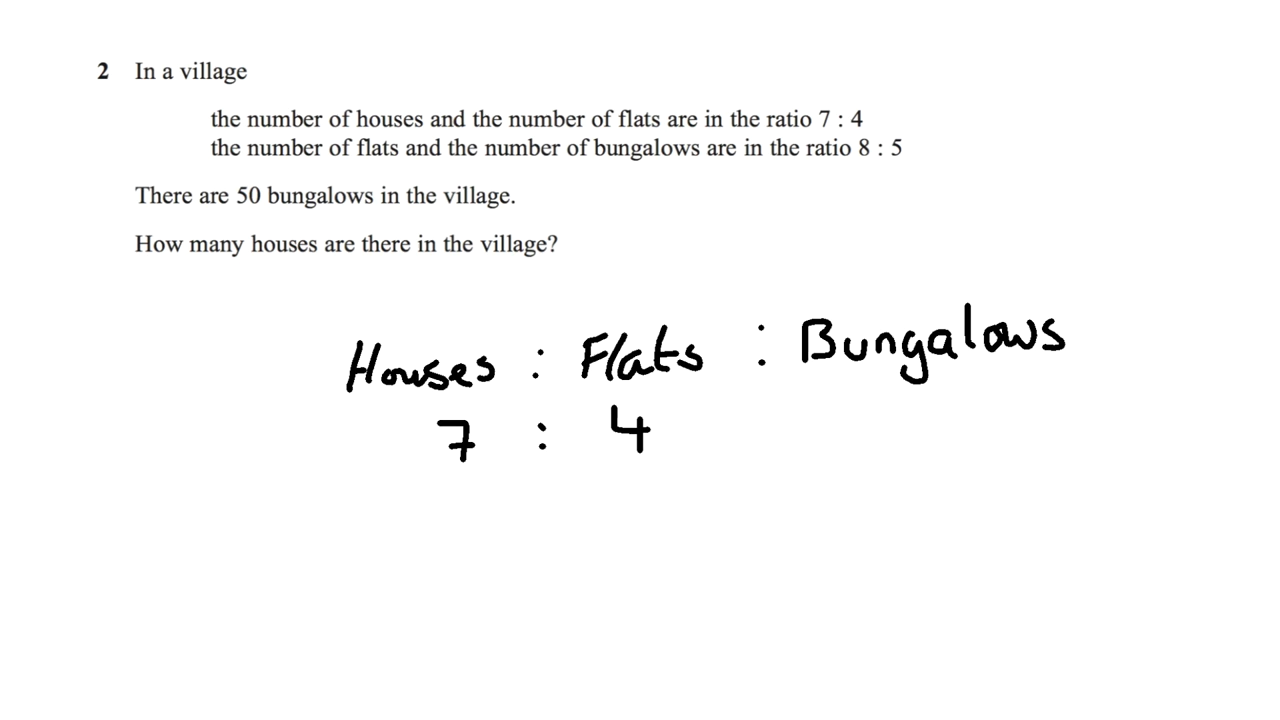 2 In a village
the number of houses and the number of flats are in the ratio 7 : 4
the number of flats and the number of bungalows are in the ratio 8 : 5
There are 50 bungalows in the village.
How many houses are there in the village?
Houses : Flats : Bungalows
7 : 4